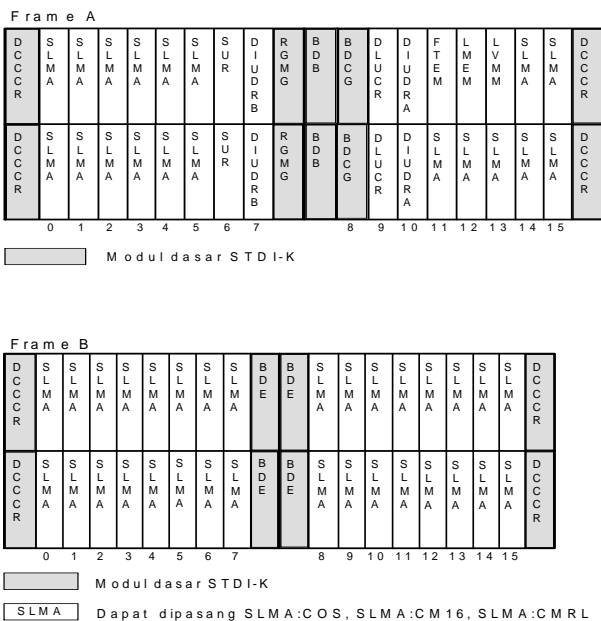 Frame A
DCCCR SLMA SLMA SLMA SLMA SLMA SLMA SUR DIUDRB RGMG BDB BDCG DLUCR DIUDRA FTEM LMEM LVMM SLMA SLMA DCCCR
DCCCR SLMA SLMA SLMA SLMA SLMA SLMA SUR DIUDRB RGMG BDB BDCG DLUCR DIUDRA SLMA SLMA SLMA SLMA SLMA DCCCR
0 1 2 3 4 5 6 7 8 9 10 11 12 13 14 15
Modul dasar STDI-K
Frame B
DCCCR SLMA SLMA SLMA SLMA SLMA SLMA SLMA SLMA BDE BDE SLMA SLMA SLMA SLMA SLMA SLMA SLMA SLMA DCCCR
DCCCR SLMA SLMA SLMA SLMA SLMA SLMA SLMA SLMA BDE BDE SLMA SLMA SLMA SLMA SLMA SLMA SLMA SLMA DCCCR
0 1 2 3 4 5 6 7 8 9 10 11 12 13 14 15
Modul dasar STDI-K
SLMA Dapat dipasang SLMA:COS, SLMA:CM16, SLMA:CMRL